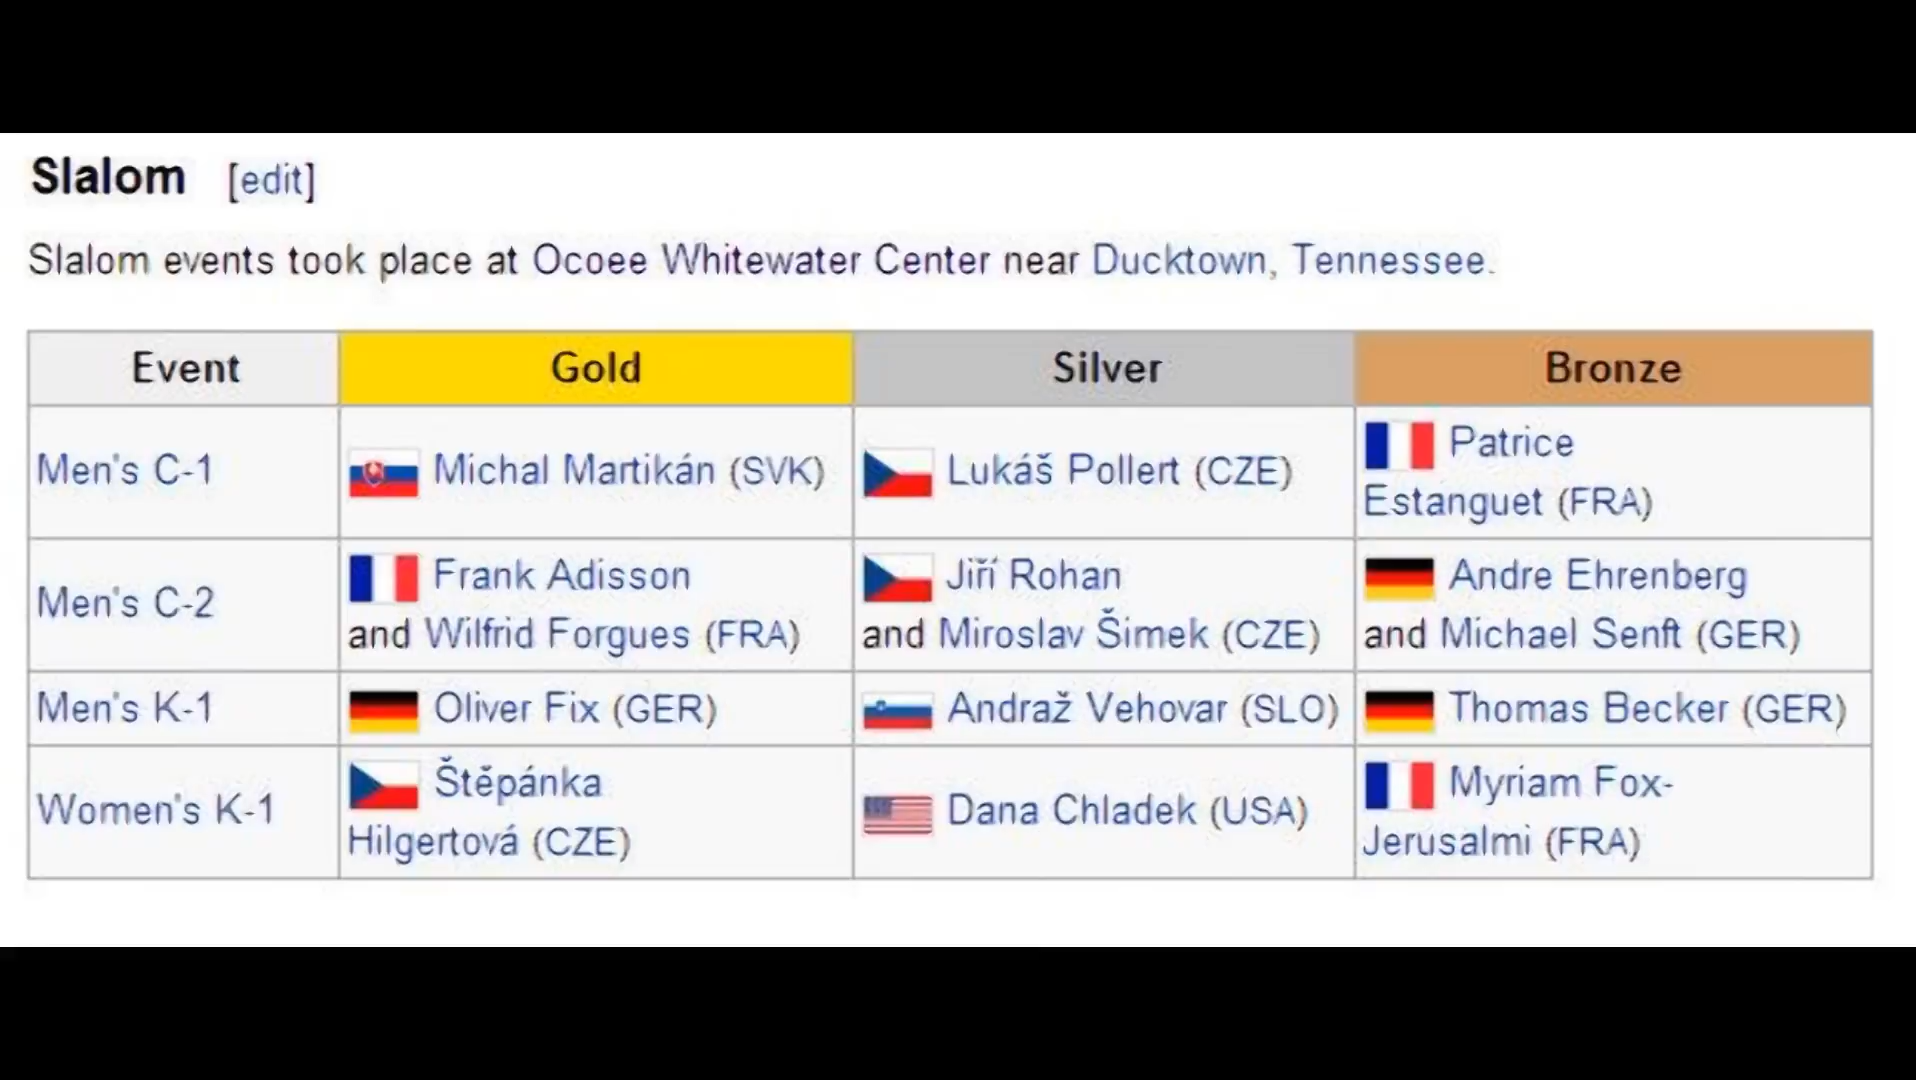 Slalom [edit]
Slalom events took place at Ocoee Whitewater Center near Ducktown, Tennessee.
Event Gold Silver Bronze
Men's C-1 Michal Martikán (SVK) Lukáš Pollert (CZE) Patrice
Estanguet (FRA)
Men's C-2 Frank Adisson Jiří Rohan Andre Ehrenberg
and Wilfrid Forgues (FRA) and Miroslav Šimek (CZE) and Michael Senft (GER)
Men's K-1 Oliver Fix (GER) Andraž Vehovar (SLO) Thomas Becker (GER)
Women's K-1 Štěpánka Dana Chladek (USA) Myriam Fox-
Hilgertová (CZE) Jerusalmi (FRA)